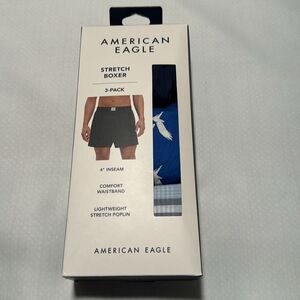 AMERICAN
EAGLE
STRETCH
BOXER
3-PACK
4" INSEAM
COMFORT
WAISTBAND
LIGHTWEIGHT
STRETCH POPLIN
AMERICAN EAGLE